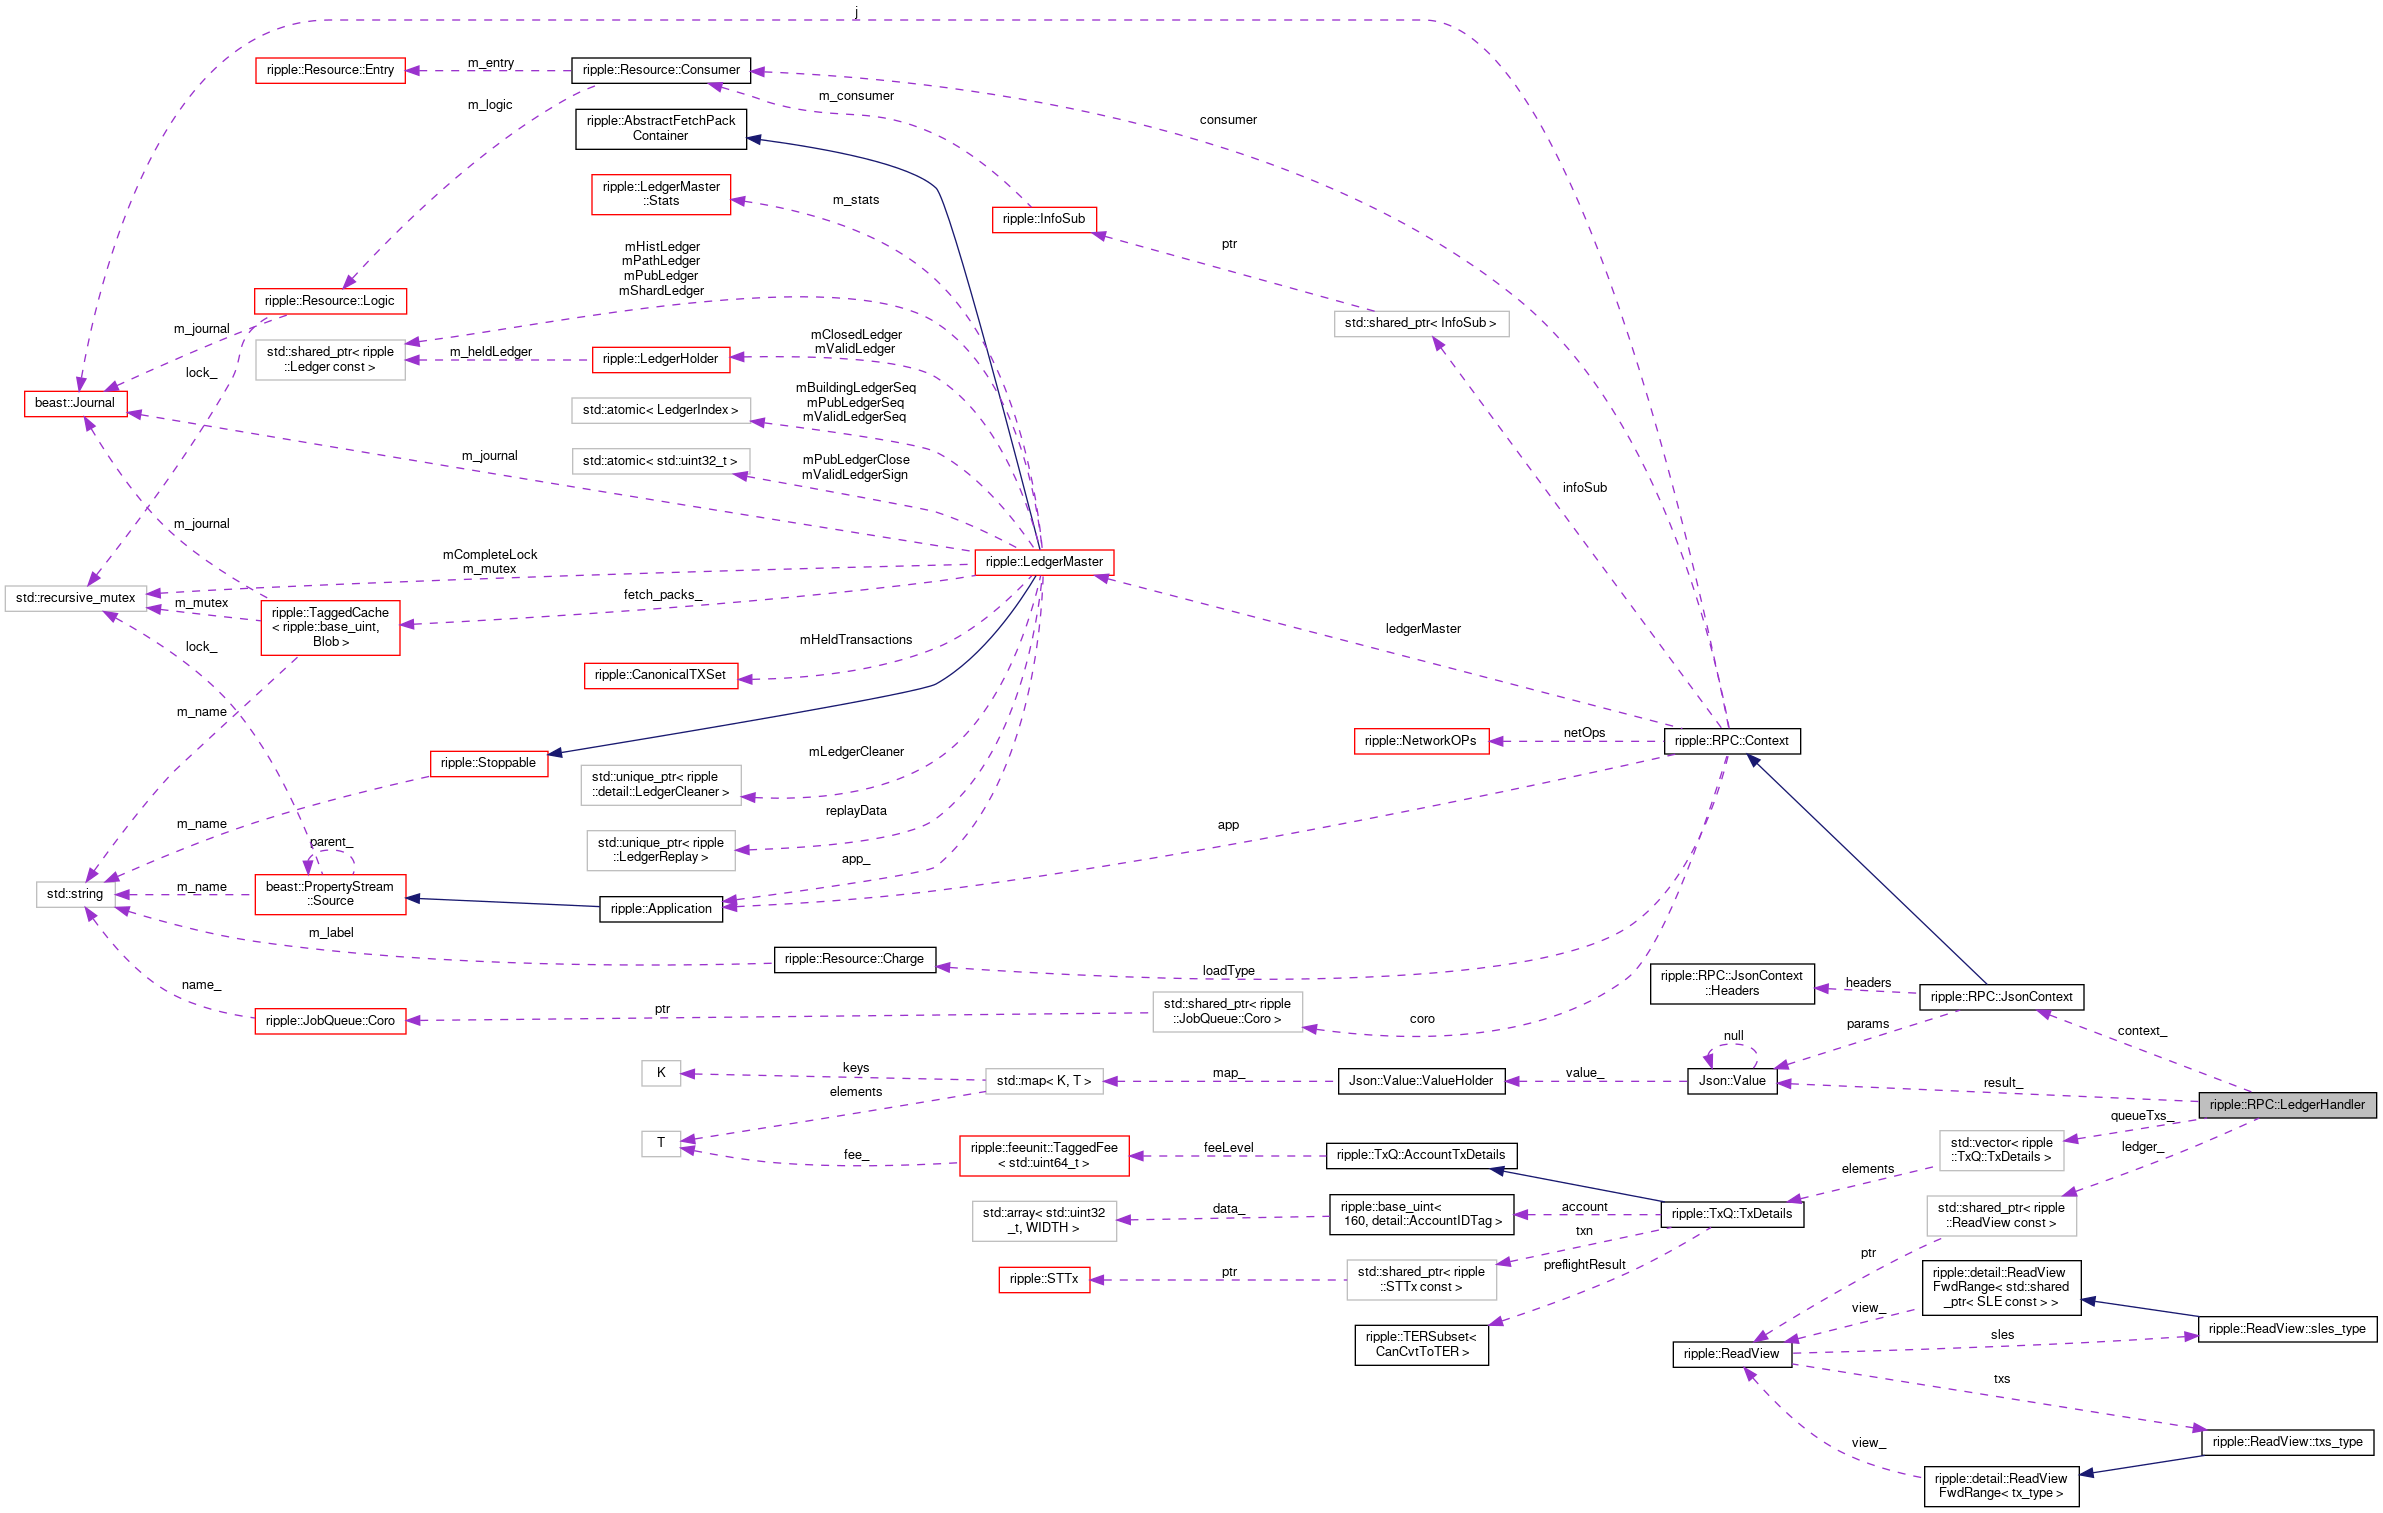 j
ripple::Resource::Entry
m_entry
ripple::Resource::Consumer
m_logic
m_consumer
consumer
ripple::AbstractFetchPack
Container
ripple::LedgerMaster
::Stats
m_stats
ripple::InfoSub
ptr
mHistLedger
mPathLedger
mPubLedger
mShardLedger
ripple::Resource::Logic
m_journal
std::shared_ptr< InfoSub >
std::shared_ptr< ripple
::Ledger const >
m_heldLedger
ripple::LedgerHolder
mClosedLedger
mValidLedger
lock_
beast::Journal
std::atomic< LedgerIndex >
mBuildingLedgerSeq
mPubLedgerSeq
mValidLedgerSeq
m_journal
std::atomic< std::uint32_t >
mPubLedgerClose
mValidLedgerSign
infoSub
m_journal
mCompleteLock
m_mutex
ripple::LedgerMaster
std::recursive_mutex
m_mutex
ripple::TaggedCache
< ripple::base_uint,
Blob >
fetch_packs_
lock_
mHeldTransactions
ledgerMaster
ripple::CanonicalTXSet
m_name
ripple::Stoppable
mLedgerCleaner
ripple::NetworkOPs
netOps
ripple::RPC::Context
std::unique_ptr< ripple
::detail::LedgerCleaner >
m_name
replayData
app
parent_
std::unique_ptr< ripple
::LedgerReplay >
app_
std::string
m_name
beast::PropertyStream
::Source
ripple::Application
m_label
ripple::Resource::Charge
loadType
name_
ripple::JobQueue::Coro
ptr
std::shared_ptr< ripple
::JobQueue::Coro >
coro
ripple::RPC::JsonContext
::Headers
headers
ripple::RPC::JsonContext
params
context_
null
K
keys
std::map< K, T >
map_
Json::Value::ValueHolder
value_
Json::Value
result_
ripple::RPC::LedgerHandler
elements
T
fee_
ripple::feeunit::TaggedFee
< std::uint64_t >
feeLevel
ripple::TxQ::AccountTxDetails
queueTxs_
std::vector< ripple
::TxQ::TxDetails >
elements
ledger_
std::array< std::uint32
_t, WIDTH >
data_
ripple::base_uint<
160, detail::AccountIDTag >
account
ripple::TxQ::TxDetails
std::shared_ptr< ripple
::ReadView const >
txn
ripple::STTx
ptr
std::shared_ptr< ripple
::STTx const >
preflightResult
ptr
ripple::detail::ReadView
FwdRange< std::shared
_ptr< SLE const > >
view_
ripple::TERSubset<
CanCvtToTER >
ripple::ReadView
sles
ripple::ReadView::sles_type
txs
view_
ripple::ReadView::txs_type
ripple::detail::ReadView
FwdRange< tx_type >